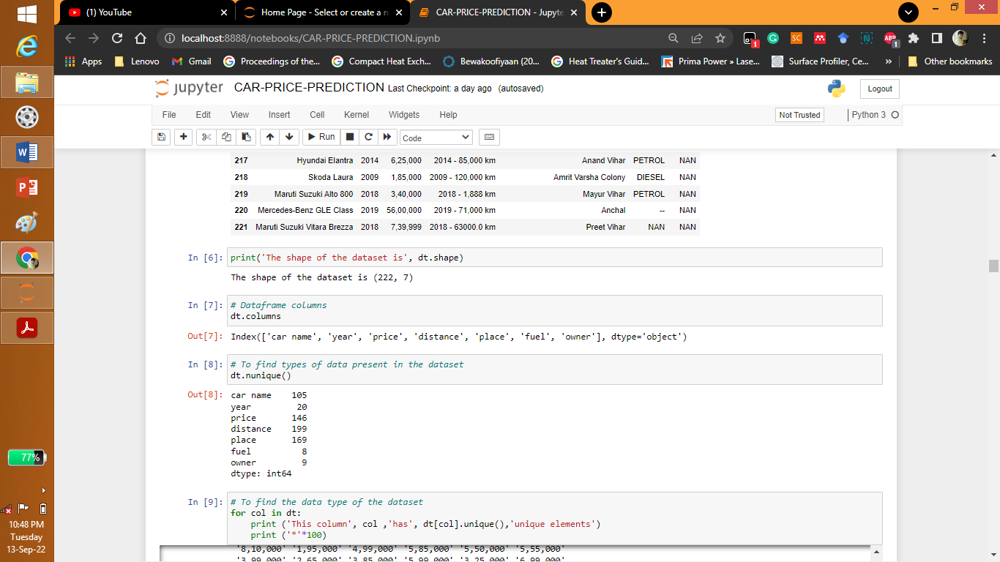 (1) YouTube
Home Page - Select or create a n
CAR-PRICE-PREDICTION - Jupyte
localhost:8888/notebooks/CAR-PRICE-PREDICTION.ipynb
Apps Lenovo Gmail Proceedings of the... Compact Heat Exch... Bewakoofiyaan (20... Heat Treater's Guid... Prima Power » Lase... Surface Profiler, Ce... » Other bookmarks
jupyter CAR-PRICE-PREDICTION Last Checkpoint: a day ago (autosaved) Logout
File Edit View Insert Cell Kernel Widgets Help Not Trusted Python 3
Run Code
217 Hyundai Elantra 2014 6,25,000 2014 - 85,000 km Anand Vihar PETROL NAN
218 Skoda Laura 2009 1,85,000 2009 - 120,000 km Amrit Varsha Colony DIESEL NAN
219 Maruti Suzuki Alto 800 2018 3,40,000 2018 - 1,888 km Mayur Vihar PETROL NAN
220 Mercedes-Benz GLE Class 2019 56,00,000 2019 - 71,000 km Anchal -- NAN
221 Maruti Suzuki Vitara Brezza 2018 7,39,999 2018 - 63000.0 km Preet Vihar NAN NAN
In [6]: print('The shape of the dataset is', dt.shape)
The shape of the dataset is (222, 7)
In [7]: # Dataframe columns
dt.columns
Out[7]: Index(['car name', 'year', 'price', 'distance', 'place', 'fuel', 'owner'], dtype='object')
In [8]: # To find types of data present in the dataset
dt.nunique()
Out[8]: car name 105
year 20
price 146
distance 199
place 169
fuel 8
owner 9
dtype: int64
In [9]: # To find the data type of the dataset
for col in dt:
print ('This column', col ,'has', dt[col].unique(),'unique elements')
print ('*'*100)
'8,10,000' '1,95,000' '4,99,000' '5,85,000' '5,50,000' '5,55,000'
'3,99,000' '2,65,000' '3,85,000' '5,99,000' '3,25,000' '6,99,000'
77%
10:48 PM
Tuesday
13-Sep-22